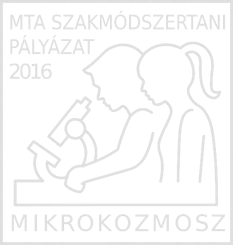 MTA SZAKMÓDSZERTANI
PÁLYÁZAT
2016
MIKROKOZMOSZ